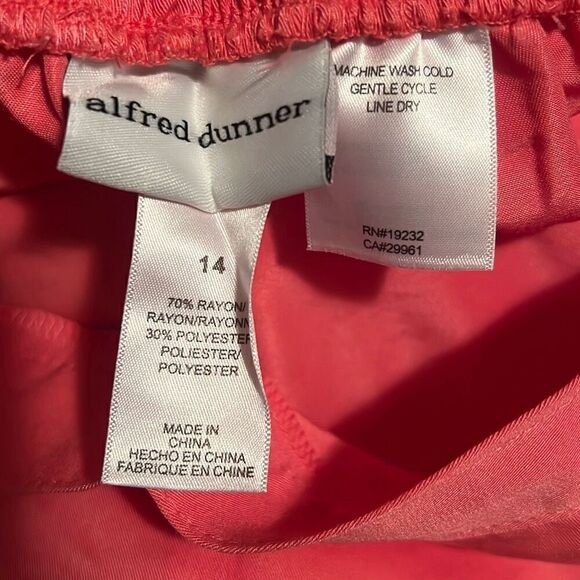 alfred dunner
MACHINE WASH COLD
GENTLE CYCLE
LINE DRY
RN#19232
CA#29961
14
70% RAYON/
RAYON/RAYONN
30% POLYESTER
POLIESTER/
POLYESTER
MADE IN
CHINA
HECHO EN CHINA
FABRIQUE EN CHINE